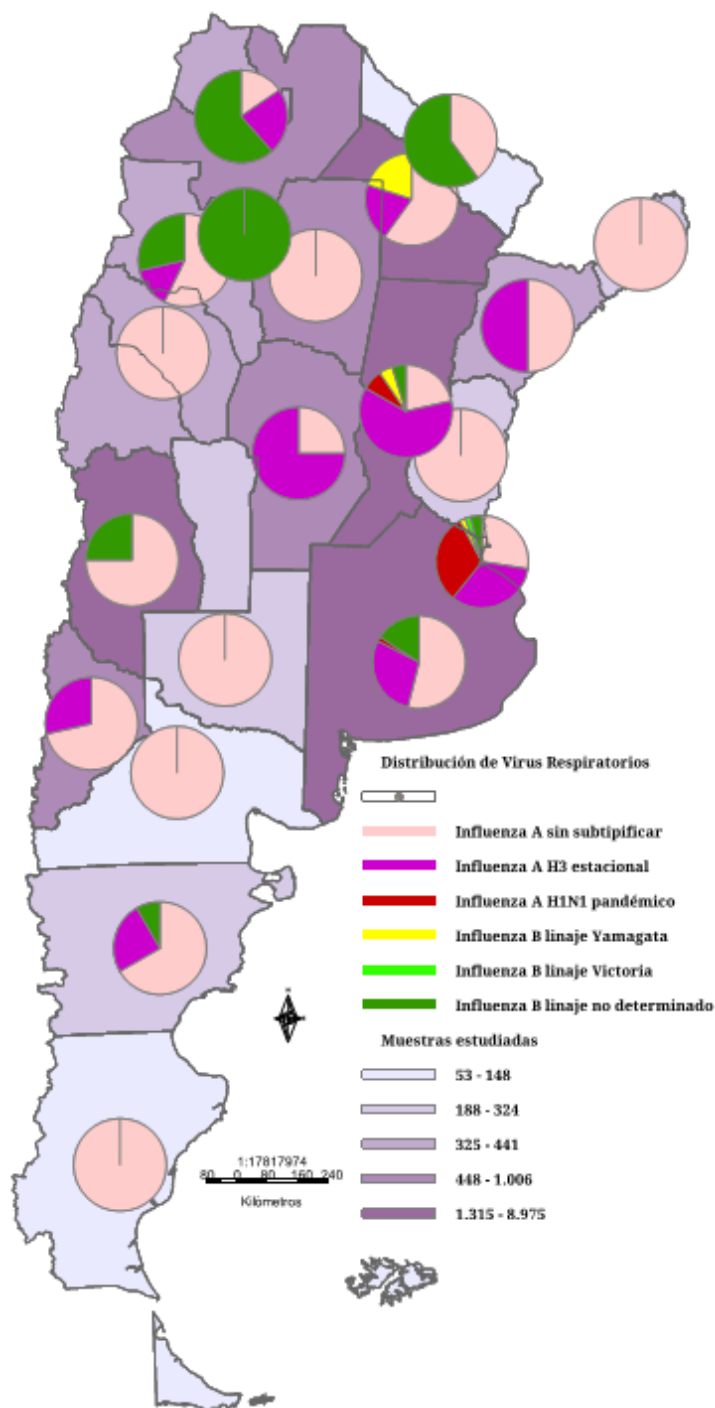 Distribución de Virus Respiratorios
Influenza A sin subtipificar
Influenza A H3 estacional
Influenza A H1N1 pandémico
Influenza B linaje Yamagata
Influenza B linaje Victoria
Influenza B linaje no determinado
Muestras estudiadas
53 - 148
188 - 324
325 - 441
448 - 1.006
1.315 - 8.975
1:17817974
80 0 80 160 240
Kilómetros